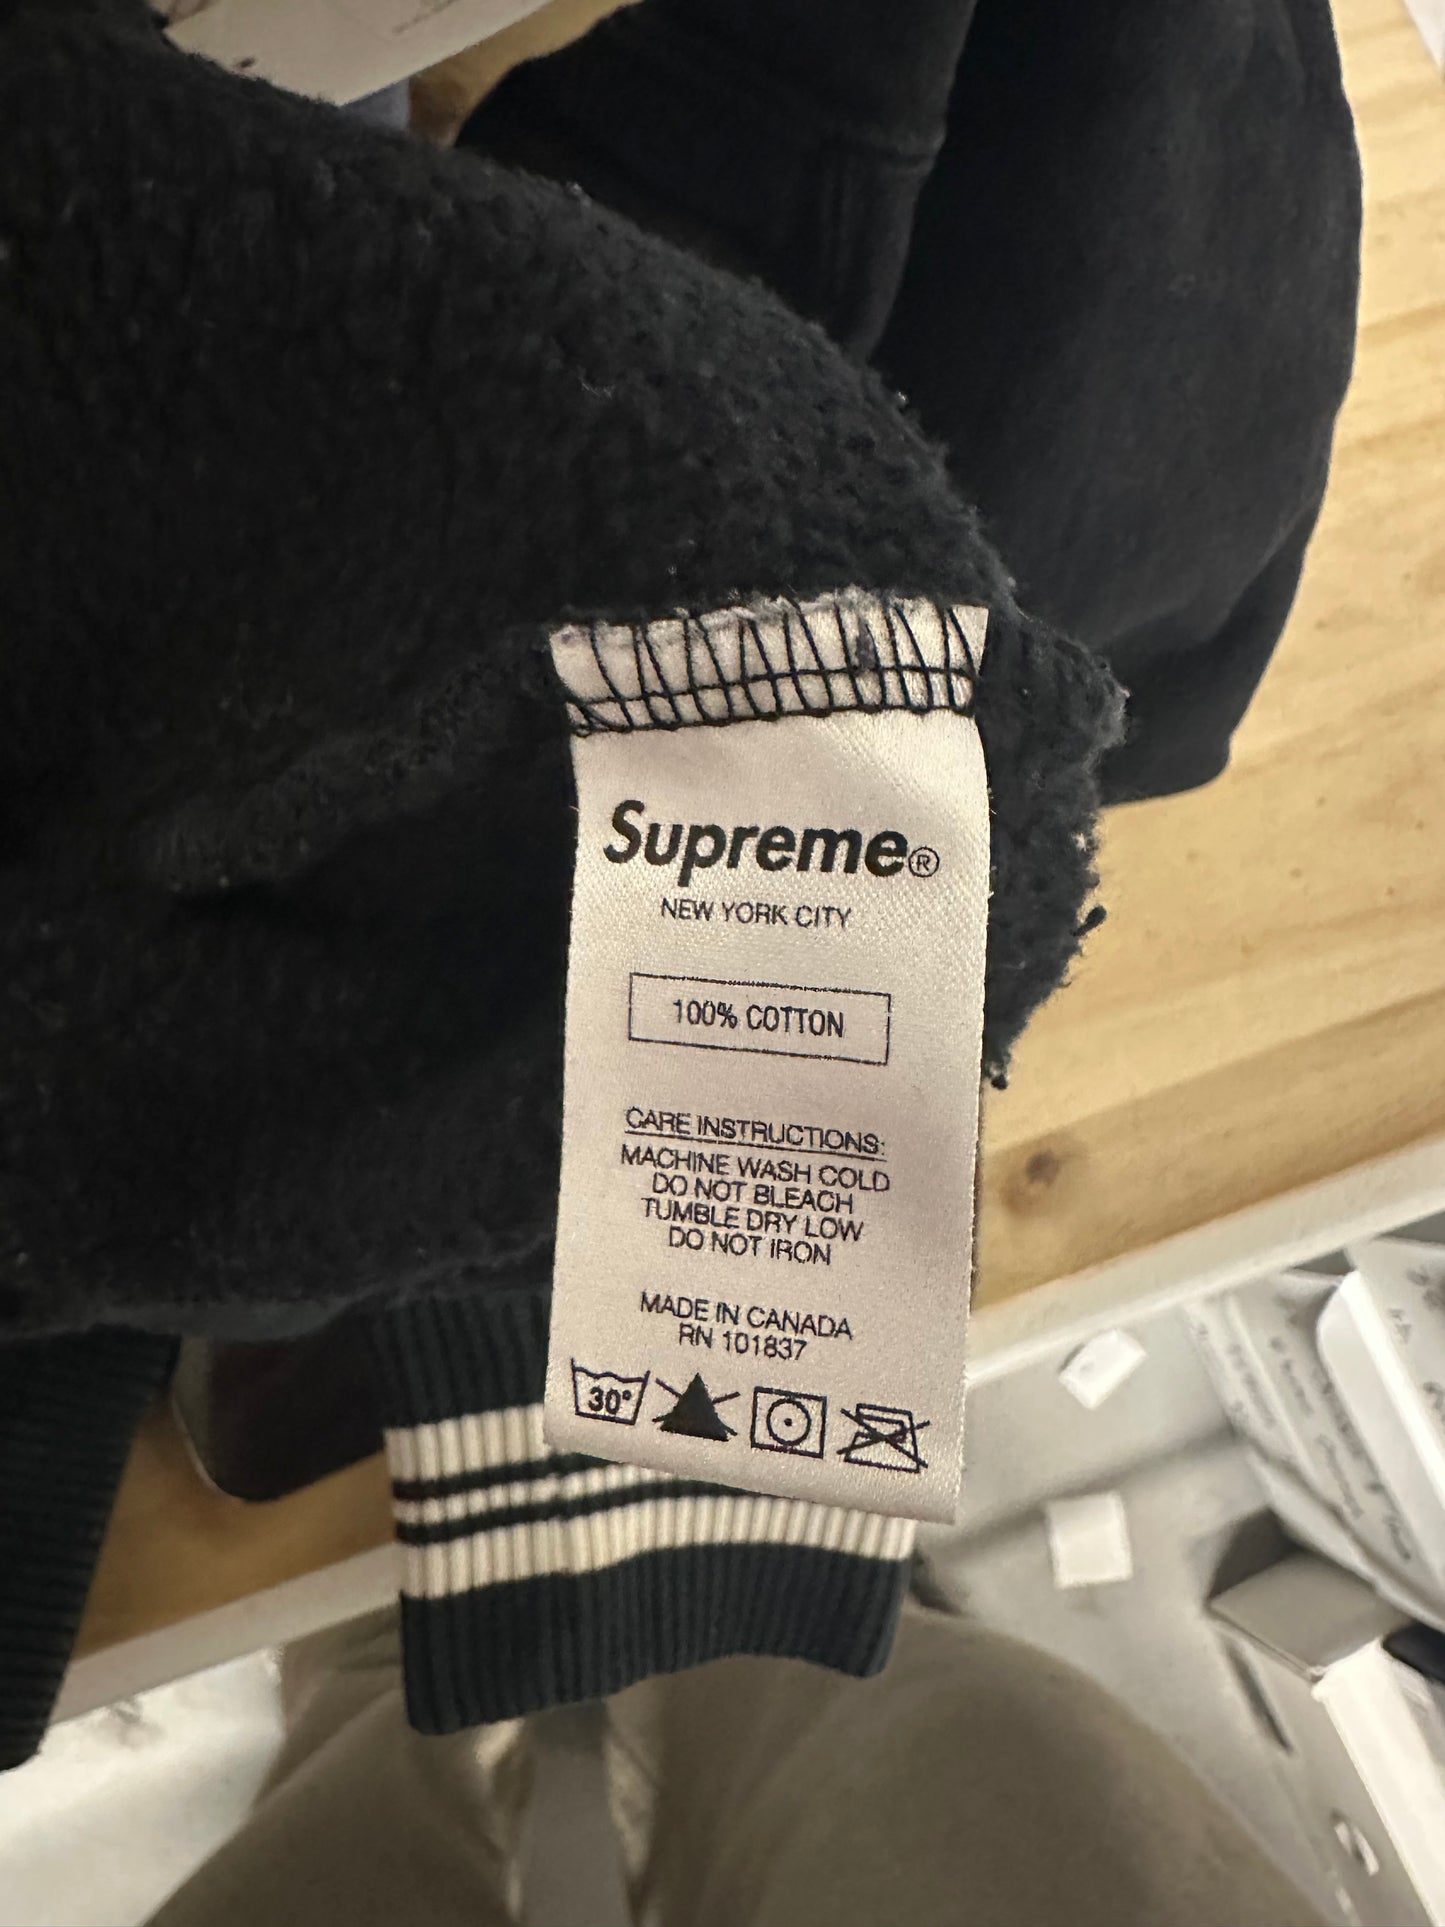 Supreme®
NEW YORK CITY
100% COTTON
CARE INSTRUCTIONS:
MACHINE WASH COLD
DO NOT BLEACH
TUMBLE DRY LOW
DO NOT IRON
MADE IN CANADA
RN 101837
30°